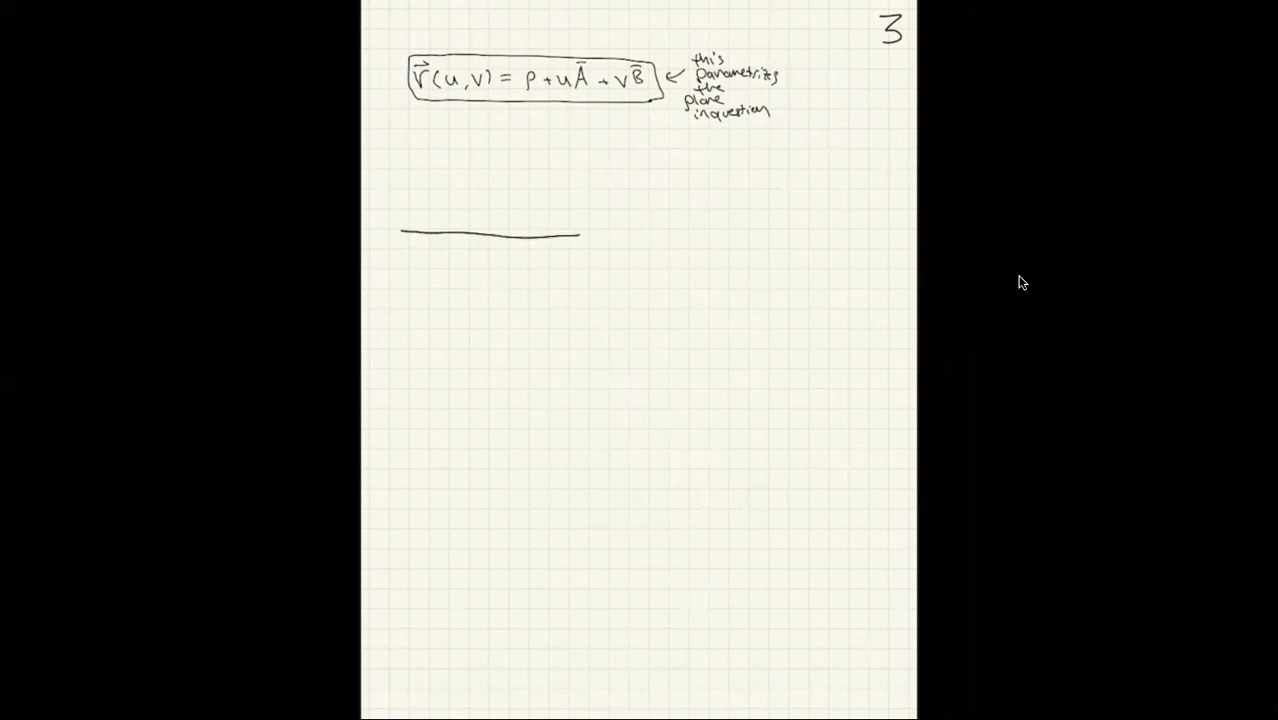 3
r⃗(u,v) = p + uA⃗ + vB⃗
this
parametrizes
the
plane
in question